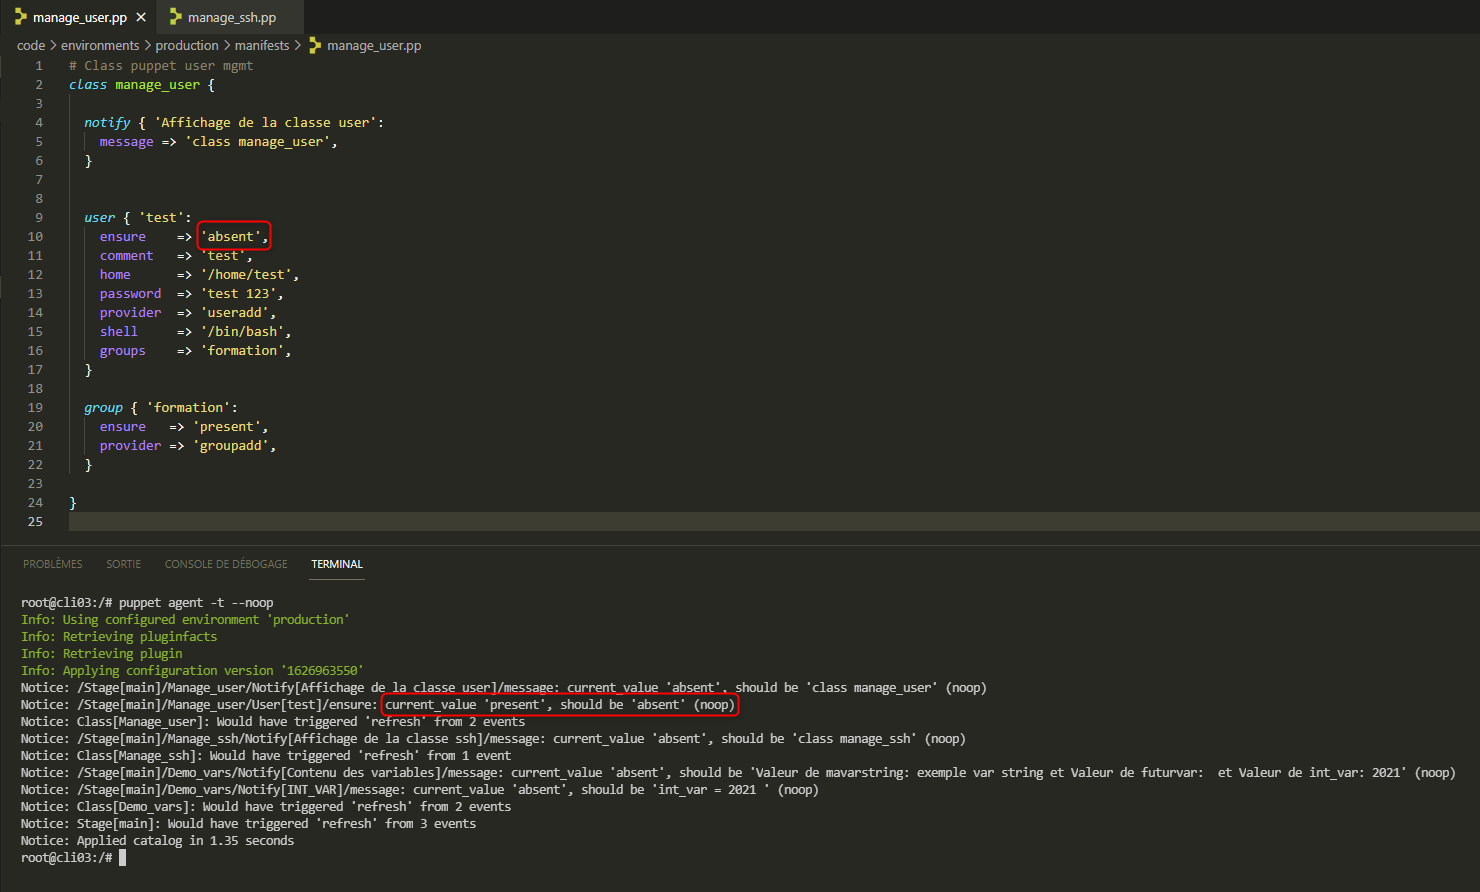 manage_user.pp × manage_ssh.pp
code > environments > production > manifests > manage_user.pp
1 # Class puppet user mgmt
2 class manage_user {
3
4 notify { 'Affichage de la classe user':
5 message => 'class manage_user',
6 }
7
8
9 user { 'test':
10 ensure => 'absent',
11 comment => 'test',
12 home => '/home/test',
13 password => 'test 123',
14 provider => 'useradd',
15 shell => '/bin/bash',
16 groups => 'formation',
17 }
18
19 group { 'formation':
20 ensure => 'present',
21 provider => 'groupadd',
22 }
23
24 }
25
PROBLÈMES SORTIE CONSOLE DE DÉBOGAGE TERMINAL
root@cli03:/# puppet agent -t --noop
Info: Using configured environment 'production'
Info: Retrieving pluginfacts
Info: Retrieving plugin
Info: Applying configuration version '1626963550'
Notice: /Stage[main]/Manage_user/Notify[Affichage de la classe user]/message: current_value 'absent', should be 'class manage_user' (noop)
Notice: /Stage[main]/Manage_user/User[test]/ensure: current_value 'present', should be 'absent' (noop)
Notice: Class[Manage_user]: Would have triggered 'refresh' from 2 events
Notice: /Stage[main]/Manage_ssh/Notify[Affichage de la classe ssh]/message: current_value 'absent', should be 'class manage_ssh' (noop)
Notice: Class[Manage_ssh]: Would have triggered 'refresh' from 1 event
Notice: /Stage[main]/Demo_vars/Notify[Contenu des variables]/message: current_value 'absent', should be 'Valeur de mavarstring: exemple var string et Valeur de futurvar:  et Valeur de int_var: 2021' (noop)
Notice: /Stage[main]/Demo_vars/Notify[INT_VAR]/message: current_value 'absent', should be 'int_var = 2021 ' (noop)
Notice: Class[Demo_vars]: Would have triggered 'refresh' from 2 events
Notice: Stage[main]: Would have triggered 'refresh' from 3 events
Notice: Applied catalog in 1.35 seconds
root@cli03:/#